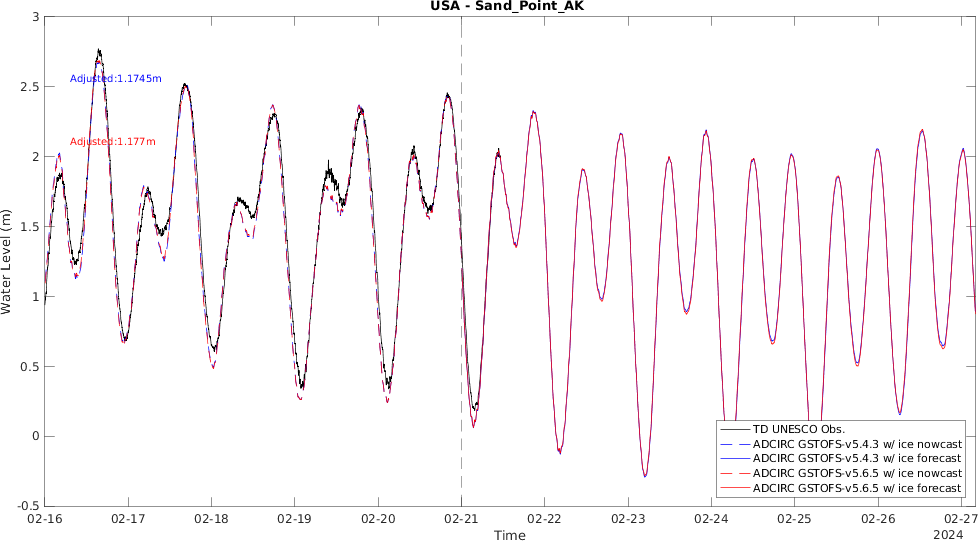 USA - Sand_Point_AK
3
2.5
2
1.5
1
0.5
0
-0.5
Water Level (m)
Adjusted:1.1745m
Adjusted:1.177m
TD UNESCO Obs.
ADCIRC GSTOFS-v5.4.3 w/ ice nowcast
ADCIRC GSTOFS-v5.4.3 w/ ice forecast
ADCIRC GSTOFS-v5.6.5 w/ ice nowcast
ADCIRC GSTOFS-v5.6.5 w/ ice forecast
02-16 02-17 02-18 02-19 02-20 02-21 02-22 02-23 02-24 02-25 02-26 02-27
Time
2024